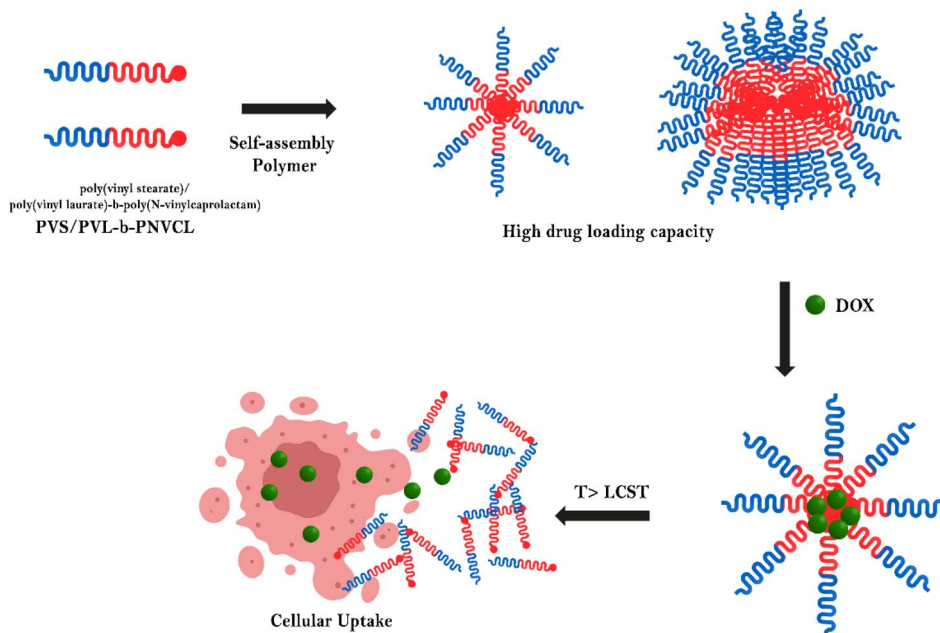 Self-assembly
Polymer
poly(vinyl stearate)/
poly(vinyl laurate)-b-poly(N-vinylcaprolactam)
PVS/PVL-b-PNVCL
High drug loading capacity
DOX
T> LCST
Cellular Uptake